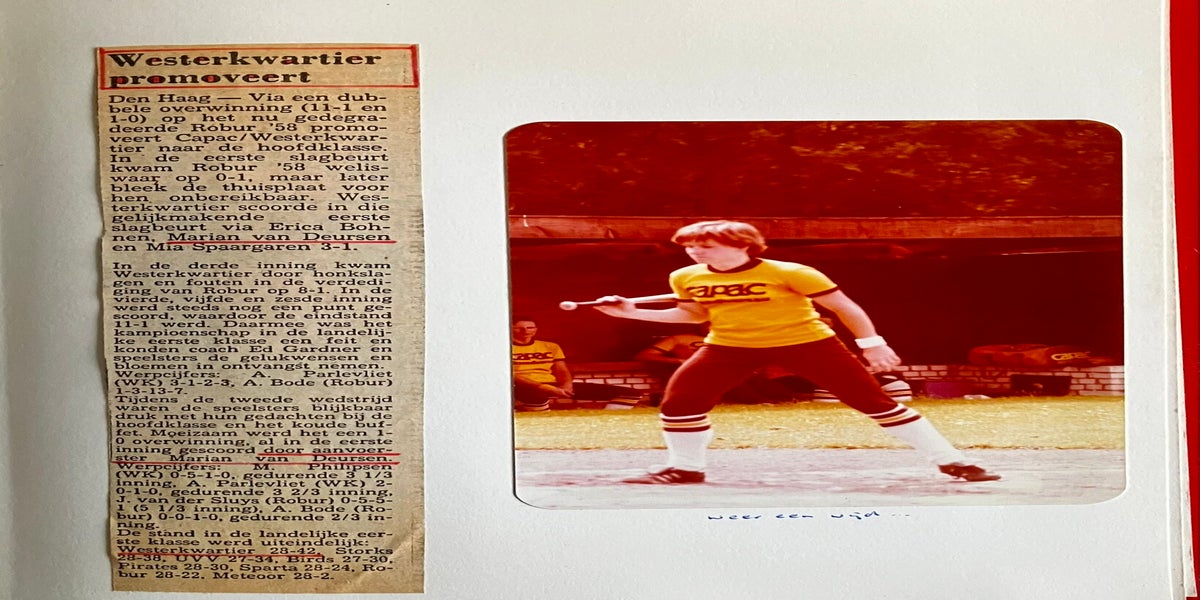 Westerkwartier
promoveert
Den Haag — Via een dub-
bele overwinning (11-1 en
1-0) op het nu gedegra-
deerde Robur '58 promo-
veert Capac/Westerkwar-
tier naar de hoofdklasse.
In de eerste slagbeurt
kwam Robur '58 welis-
waar op 0-1, maar later
bleek de thuisplaat voor
hen onbereikbaar. Wes-
terkwartier scoorde in die
gelijkmakende eerste
slagbeurt via Erica Boh-
nen, Marian van Deursen
en Mia Spaargaren 3-1.
In de derde inning kwam
Westerkwartier door honksla-
gen en fouten in de verdedi-
ging van Robur op 8-1. In de
vierde, vijfde en zesde inning
werd steeds nog een punt ge-
scoord, waardoor de eindstand
11-1 werd. Daarmee was het
kampioenschap in de landelij-
ke eerste klasse een feit en
konden coach Ed Gardner en
speelsters de gelukwensen en
bloemen in ontvangst nemen.
Werpcijfers: A. Parlevliet
(WK) 3-1-2-3, A. Bode (Robur)
1-3-13-7.
Tijdens de tweede wedstrijd
waren de speelsters blijkbaar
druk met hun gedachten bij de
hoofdklasse en het koude buf-
fet. Moeizaam werd het een 1-
0 overwinning, al in de eerste
inning gescoord door aanvoer-
ster Marian van Deursen.
Werpcijfers: M. Philipsen
(WK) 0-5-1-0, gedurende 3 1/3
inning, A. Parlevliet (WK) 2-
0-1-0, gedurende 3 2/3 inning,
J. van der Sluys (Robur) 0-5-5-
1 (5 1/3 inning), A. Bode (Ro-
bur) 0-0-1-0, gedurende 2/3 in-
ning.
De stand in de landelijke eer-
ste klasse werd uiteindelijk:
Westerkwartier 28-42, Storks
28-38, UVV 27-34, Birds 27-30,
Pirates 28-30, Sparta 28-24, Ro-
bur 28-22, Meteoor 28-2.
capac
capac
weer een wijd...